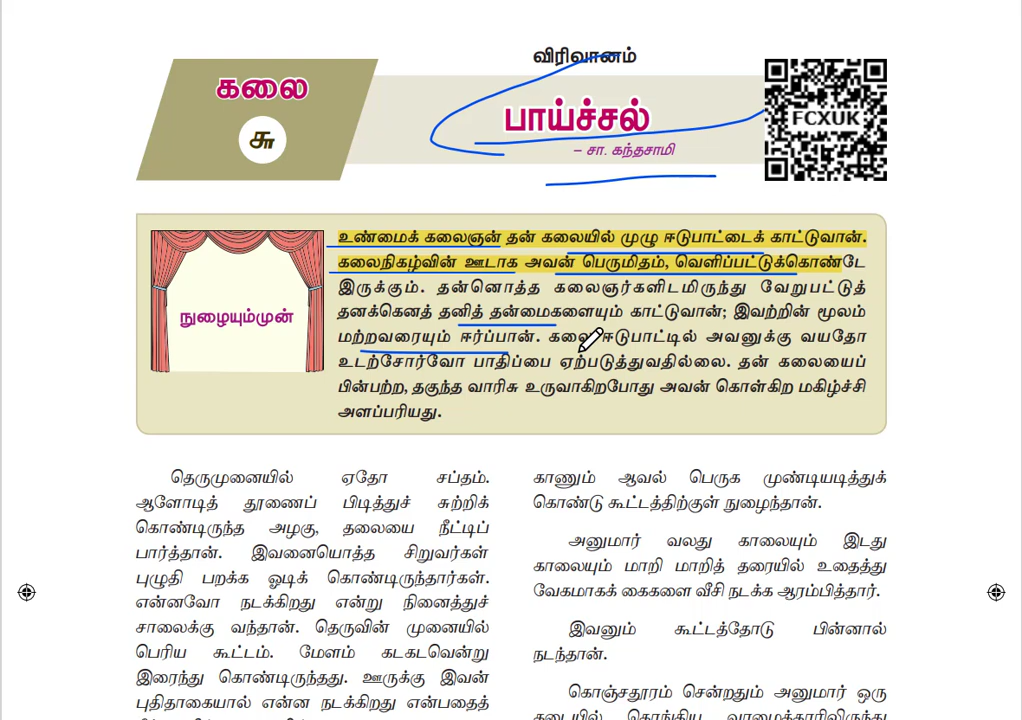 விரிவானம்
கலை
௬
பாய்ச்சல்
– சா. கந்தசாமி
FCXUK
நுழையும்முன்
உண்மைக் கலைஞன் தன் கலையில் முழு ஈடுபாட்டைக் காட்டுவான்.
கலைநிகழ்வின் ஊடாக அவன் பெருமிதம், வெளிப்பட்டுக்கொண்டே
இருக்கும். தன்னொத்த கலைஞர்களிடமிருந்து வேறுபட்டுத்
தனக்கெனத் தனித் தன்மைகளையும் காட்டுவான்; இவற்றின் மூலம்
மற்றவரையும் ஈர்ப்பான். கலை ஈடுபாட்டில் அவனுக்கு வயதோ
உடற்சோர்வோ பாதிப்பை ஏற்படுத்துவதில்லை. தன் கலையைப்
பின்பற்ற, தகுந்த வாரிசு உருவாகிறபோது அவன் கொள்கிற மகிழ்ச்சி
அளப்பரியது.
தெருமுனையில் ஏதோ சப்தம்.
ஆளோடித் தூணைப் பிடித்துச் சுற்றிக்
கொண்டிருந்த அழகு, தலையை நீட்டிப்
பார்த்தான். இவனையொத்த சிறுவர்கள்
புழுதி பறக்க ஓடிக் கொண்டிருந்தார்கள்.
என்னவோ நடக்கிறது என்று நினைத்துச்
சாலைக்கு வந்தான். தெருவின் முனையில்
பெரிய கூட்டம். மேளம் கடகடவென்று
இரைந்து கொண்டிருந்தது. ஊருக்கு இவன்
புதிதாகையால் என்ன நடக்கிறது என்பதைத்
காணும் ஆவல் பெருக முண்டியடித்துக்
கொண்டு கூட்டத்திற்குள் நுழைந்தான்.
அனுமார் வலது காலையும் இடது
காலையும் மாறி மாறித் தரையில் உதைத்து
வேகமாகக் கைகளை வீசி நடக்க ஆரம்பித்தார்.
இவனும் கூட்டத்தோடு பின்னால்
நடந்தான்.
கொஞ்சதூரம் சென்றதும் அனுமார் ஒரு